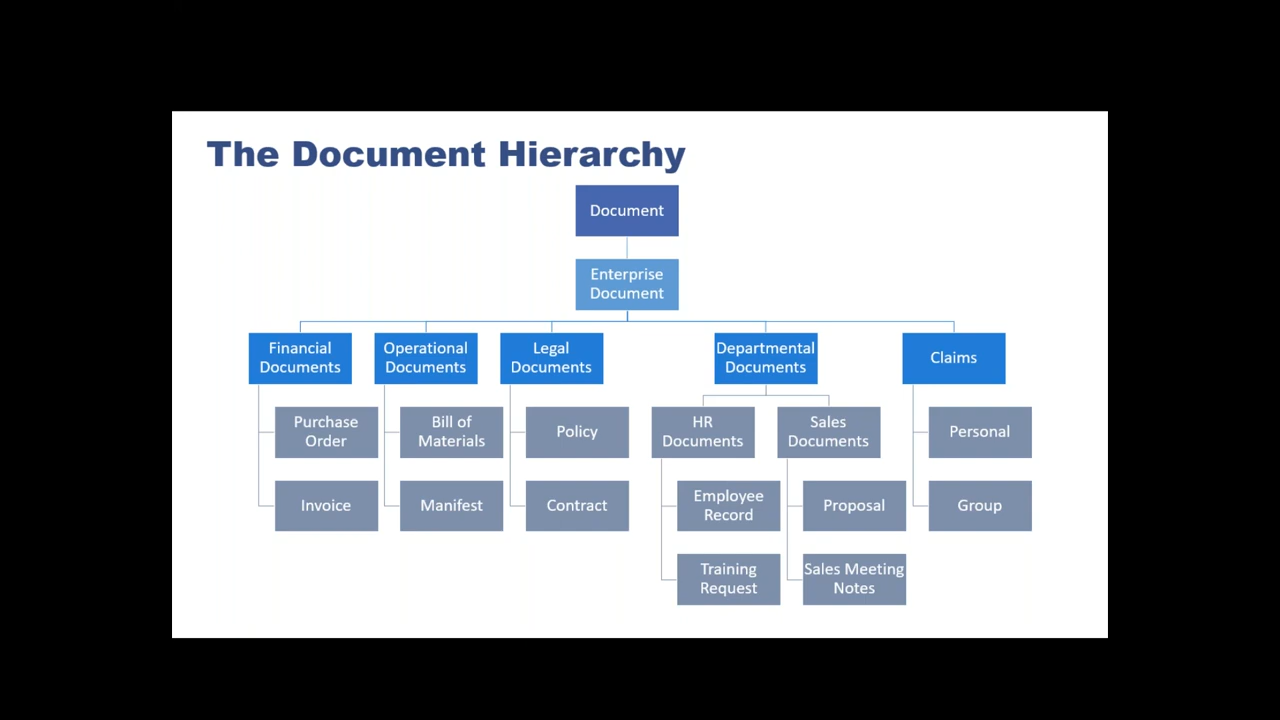 The Document Hierarchy
Document
Enterprise
Document
Financial
Documents
Operational
Documents
Legal
Documents
Departmental
Documents
Claims
Purchase
Order
Bill of
Materials
Policy
HR
Documents
Sales
Documents
Personal
Invoice
Manifest
Contract
Employee
Record
Proposal
Group
Training
Request
Sales Meeting
Notes